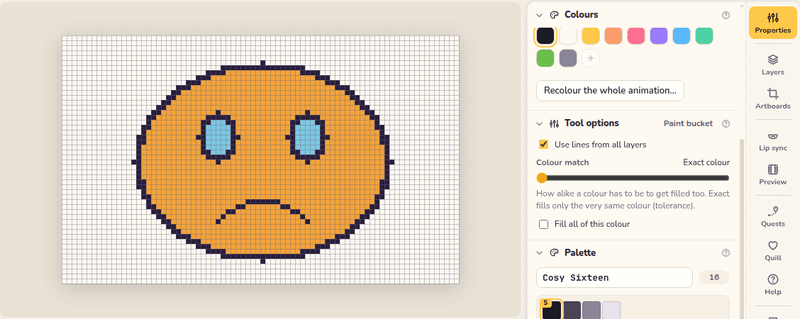 Colours
Recolour the whole animation...
Tool options
Paint bucket
Use lines from all layers
Colour match
Exact colour
How alike a colour has to be to get filled too. Exact
fills only the very same colour (tolerance).
Fill all of this colour
Palette
Cosy Sixteen
16
S
Properties
Layers
Artboards
Lip sync
Preview
Quests
Quill
Help